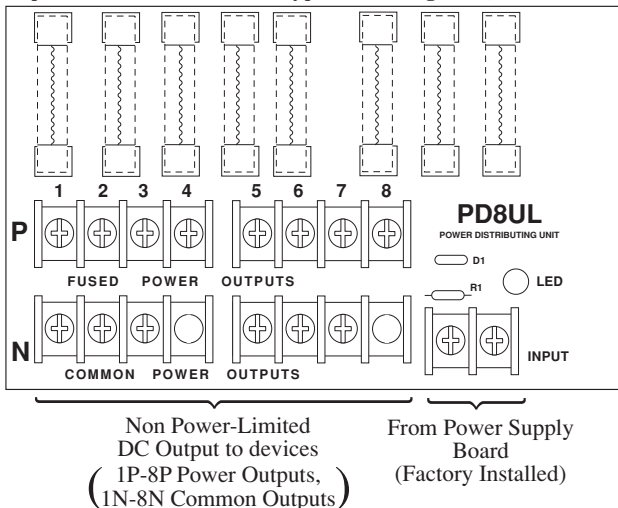 1 2 3 4 5 6 7 8
P
PD8UL
POWER DISTRIBUTING UNIT
D1
LED
R1
FUSED POWER OUTPUTS
N
INPUT
COMMON POWER OUTPUTS
Non Power-Limited
DC Output to devices
(1P-8P Power Outputs,
1N-8N Common Outputs)
From Power Supply
Board
(Factory Installed)